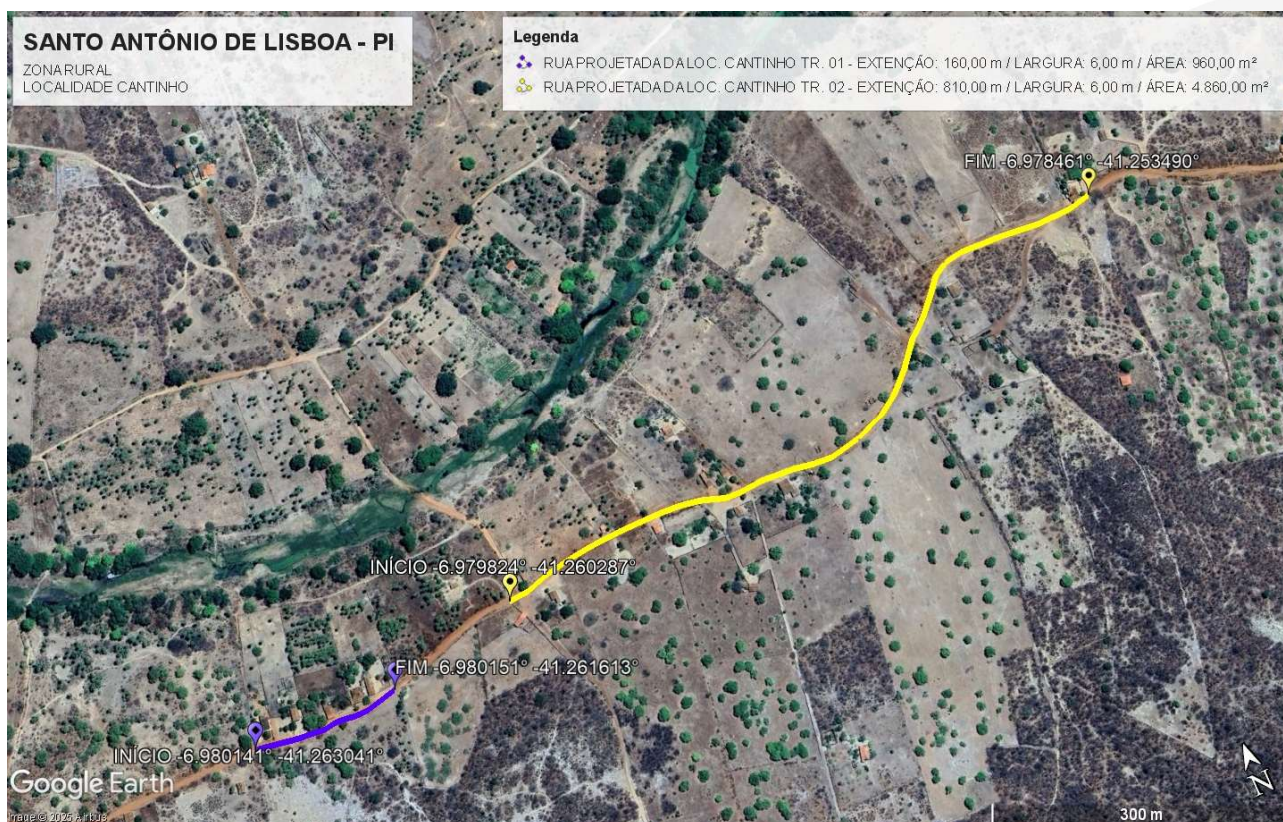 SANTO ANTÔNIO DE LISBOA - PI
ZONA RURAL
LOCALIDADE CANTINHO
Legenda
RUA PROJETADA DA LOC. CANTINHO TR. 01 - EXTENÇÃO: 160,00 m / LARGURA: 6,00 m / ÁREA: 960,00 m²
RUA PROJETADA DA LOC. CANTINHO TR. 02 - EXTENÇÃO: 810,00 m / LARGURA: 6,00 m / ÁREA: 4.860,00 m²
FIM -6.978461° -41.253490°
INÍCIO -6.979824° -41.260287°
FIM -6.980151° -41.261613°
INÍCIO -6.980141° -41.263041°
Google Earth
Image © 2025 Airbus
N
300 m